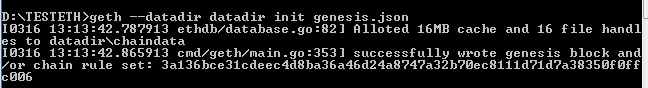 D:\TESTETH>geth --datadir datadir init genesis.json
I0316 13:13:42.787913 ethdb/database.go:82] Alloted 16MB cache and 16 file handl
es to datadir\chaindata
I0316 13:13:42.865913 cmd/geth/main.go:353] successfully wrote genesis block and
/or chain rule set: 3a136bce31cdeec4d8ba36a46d24a8747a32b70ec8111d71d7a38350f0ff
c006